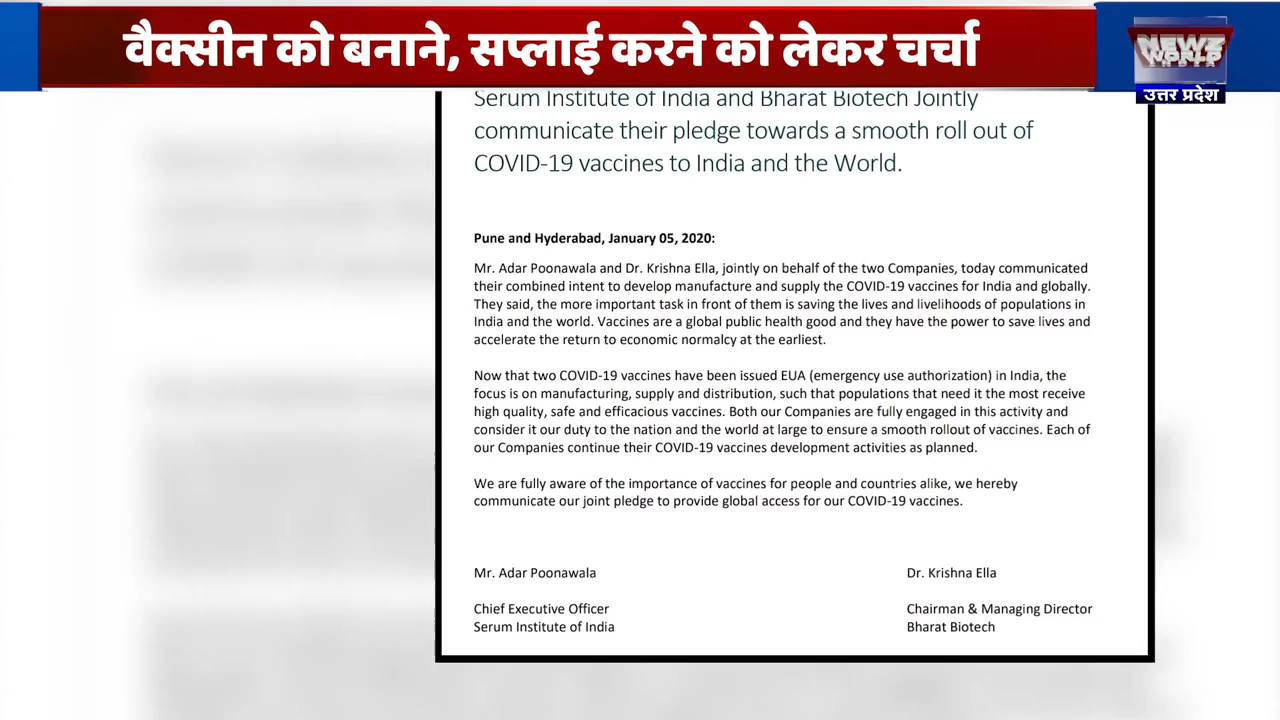 वैक्सीन को बनाने, सप्लाई करने को लेकर चर्चा
NEWZ
WORLD
INDIA
उत्तर प्रदेश
Serum Institute of India and Bharat Biotech Jointly
communicate their pledge towards a smooth roll out of
COVID-19 vaccines to India and the World.
Pune and Hyderabad, January 05, 2020:
Mr. Adar Poonawala and Dr. Krishna Ella, jointly on behalf of the two Companies, today communicated
their combined intent to develop manufacture and supply the COVID-19 vaccines for India and globally.
They said, the more important task in front of them is saving the lives and livelihoods of populations in
India and the world. Vaccines are a global public health good and they have the power to save lives and
accelerate the return to economic normalcy at the earliest.
Now that two COVID-19 vaccines have been issued EUA (emergency use authorization) in India, the
focus is on manufacturing, supply and distribution, such that populations that need it the most receive
high quality, safe and efficacious vaccines. Both our Companies are fully engaged in this activity and
consider it our duty to the nation and the world at large to ensure a smooth rollout of vaccines. Each of
our Companies continue their COVID-19 vaccines development activities as planned.
We are fully aware of the importance of vaccines for people and countries alike, we hereby
communicate our joint pledge to provide global access for our COVID-19 vaccines.
Mr. Adar Poonawala Dr. Krishna Ella
Chief Executive Officer Chairman & Managing Director
Serum Institute of India Bharat Biotech